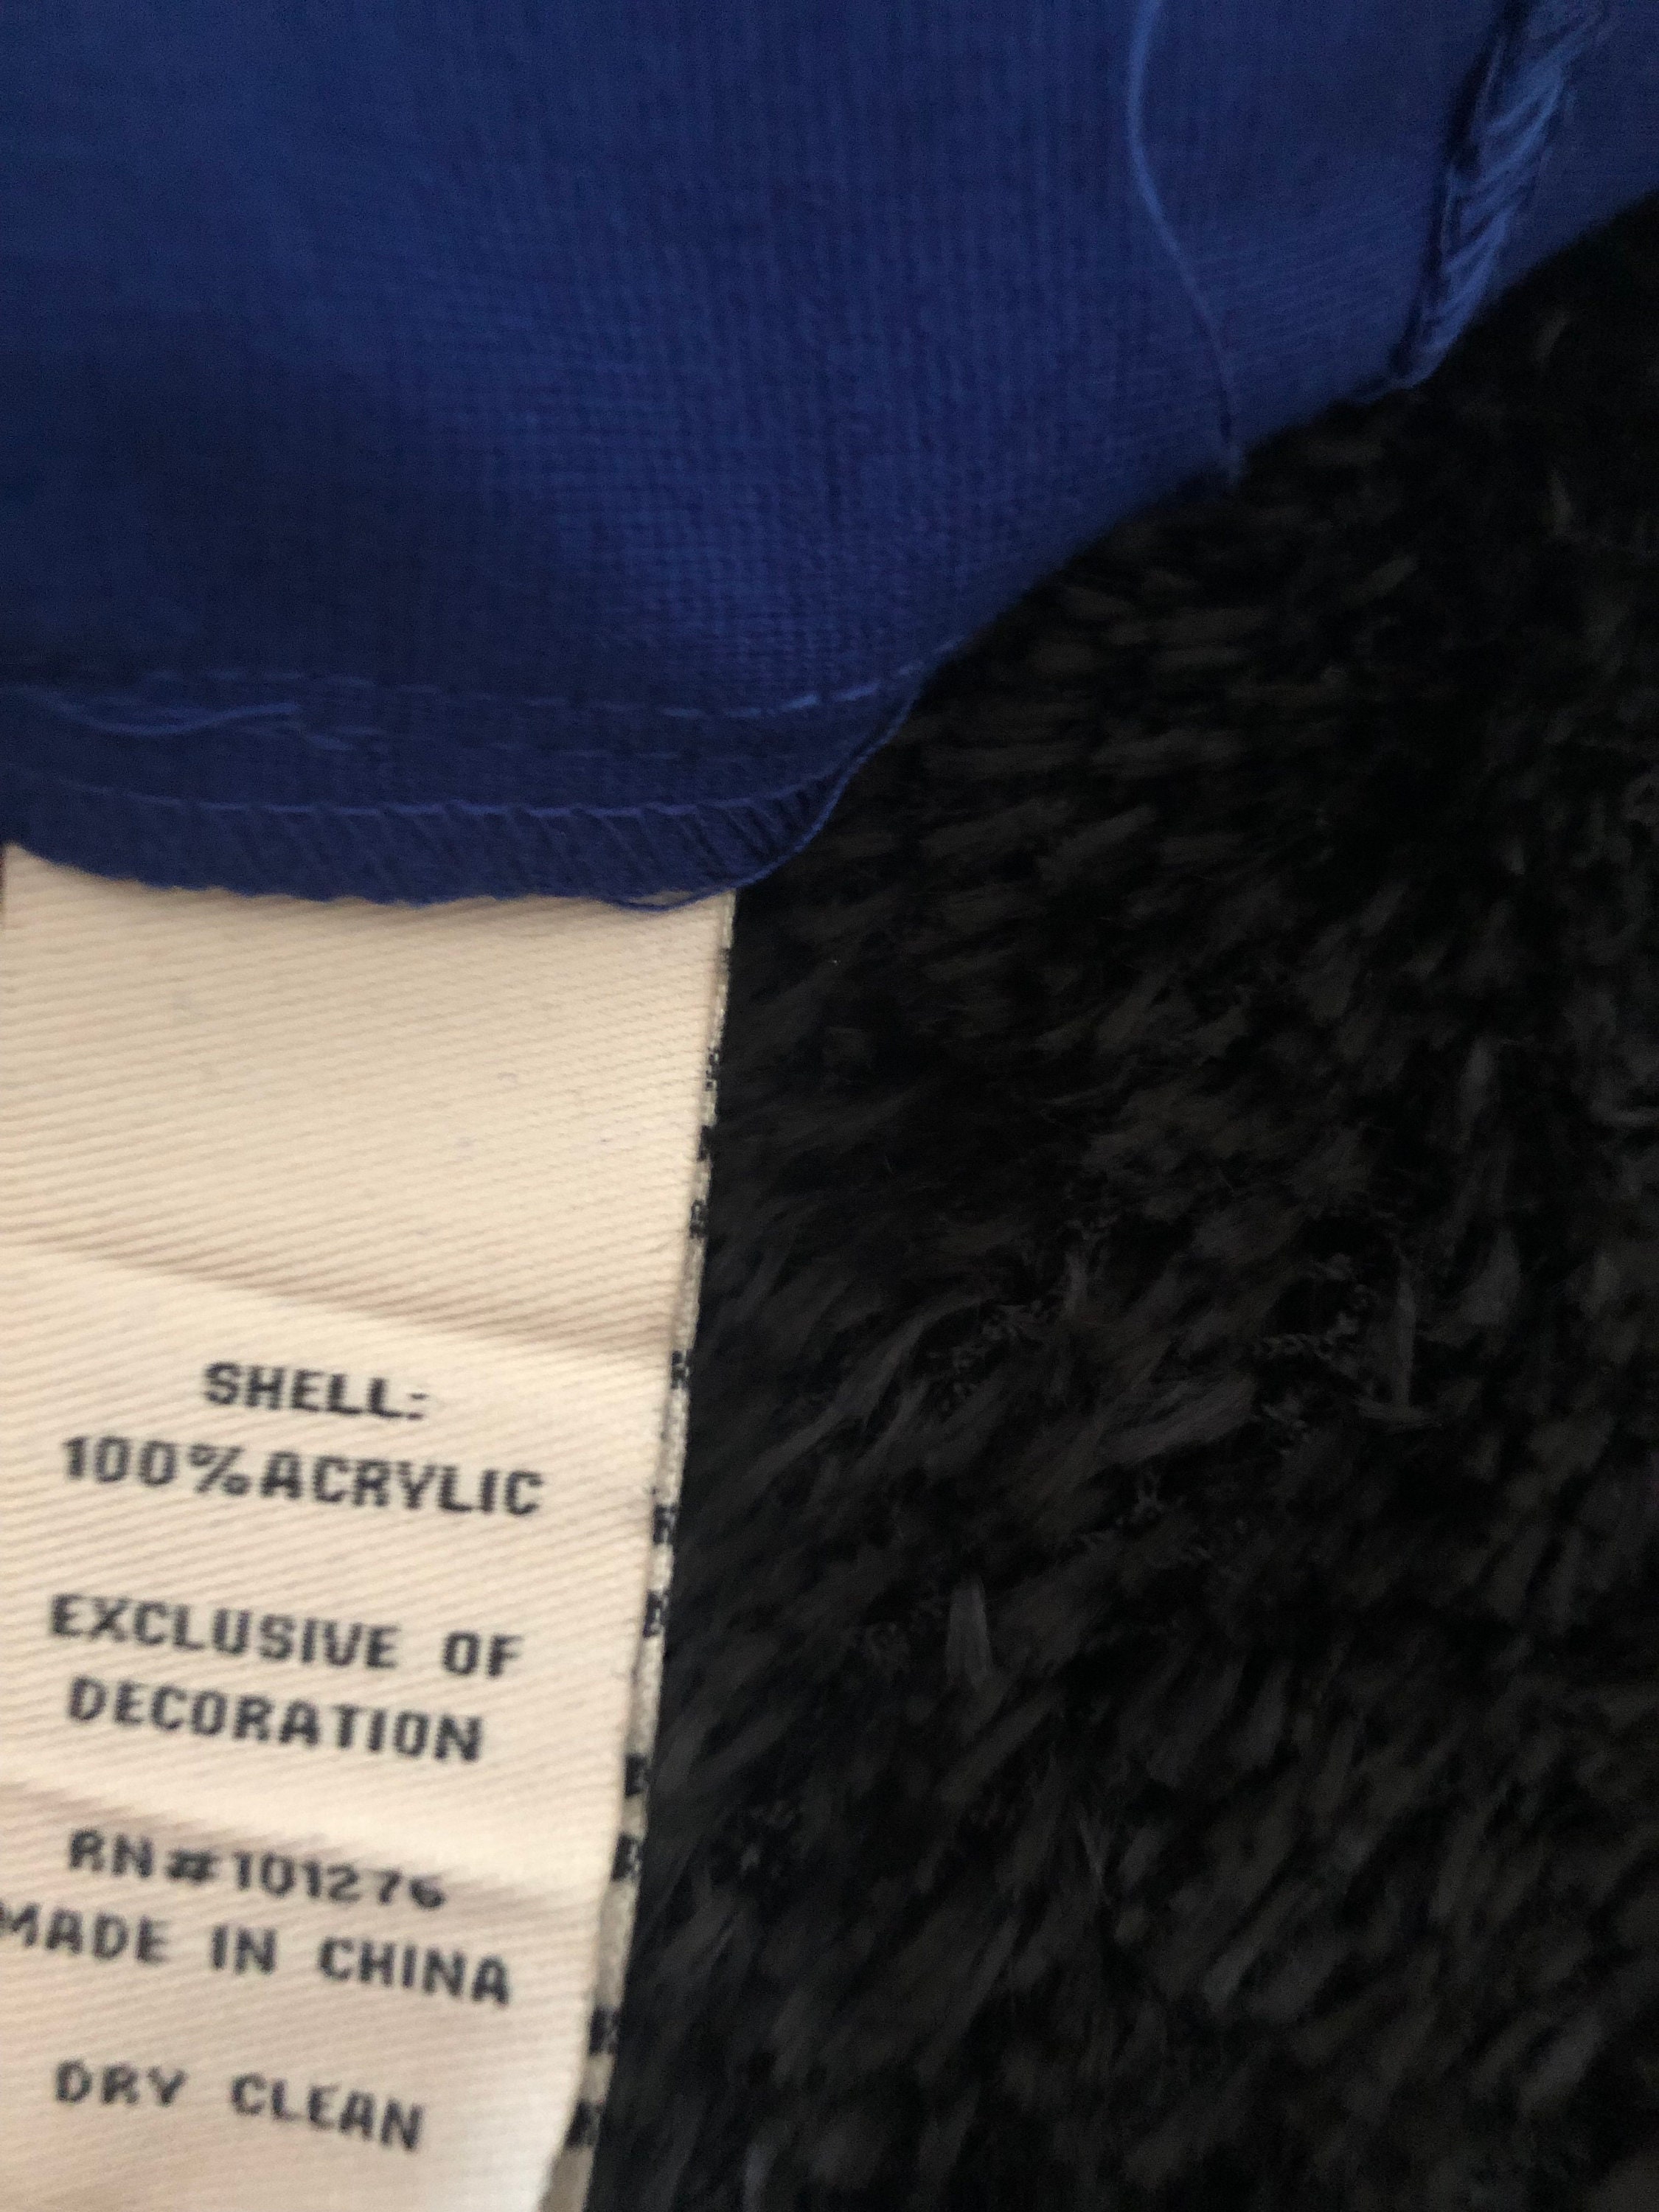 SHELL:
100%ACRYLIC
EXCLUSIVE OF
DECORATION
RN#101276
MADE IN CHINA
DRY CLEAN